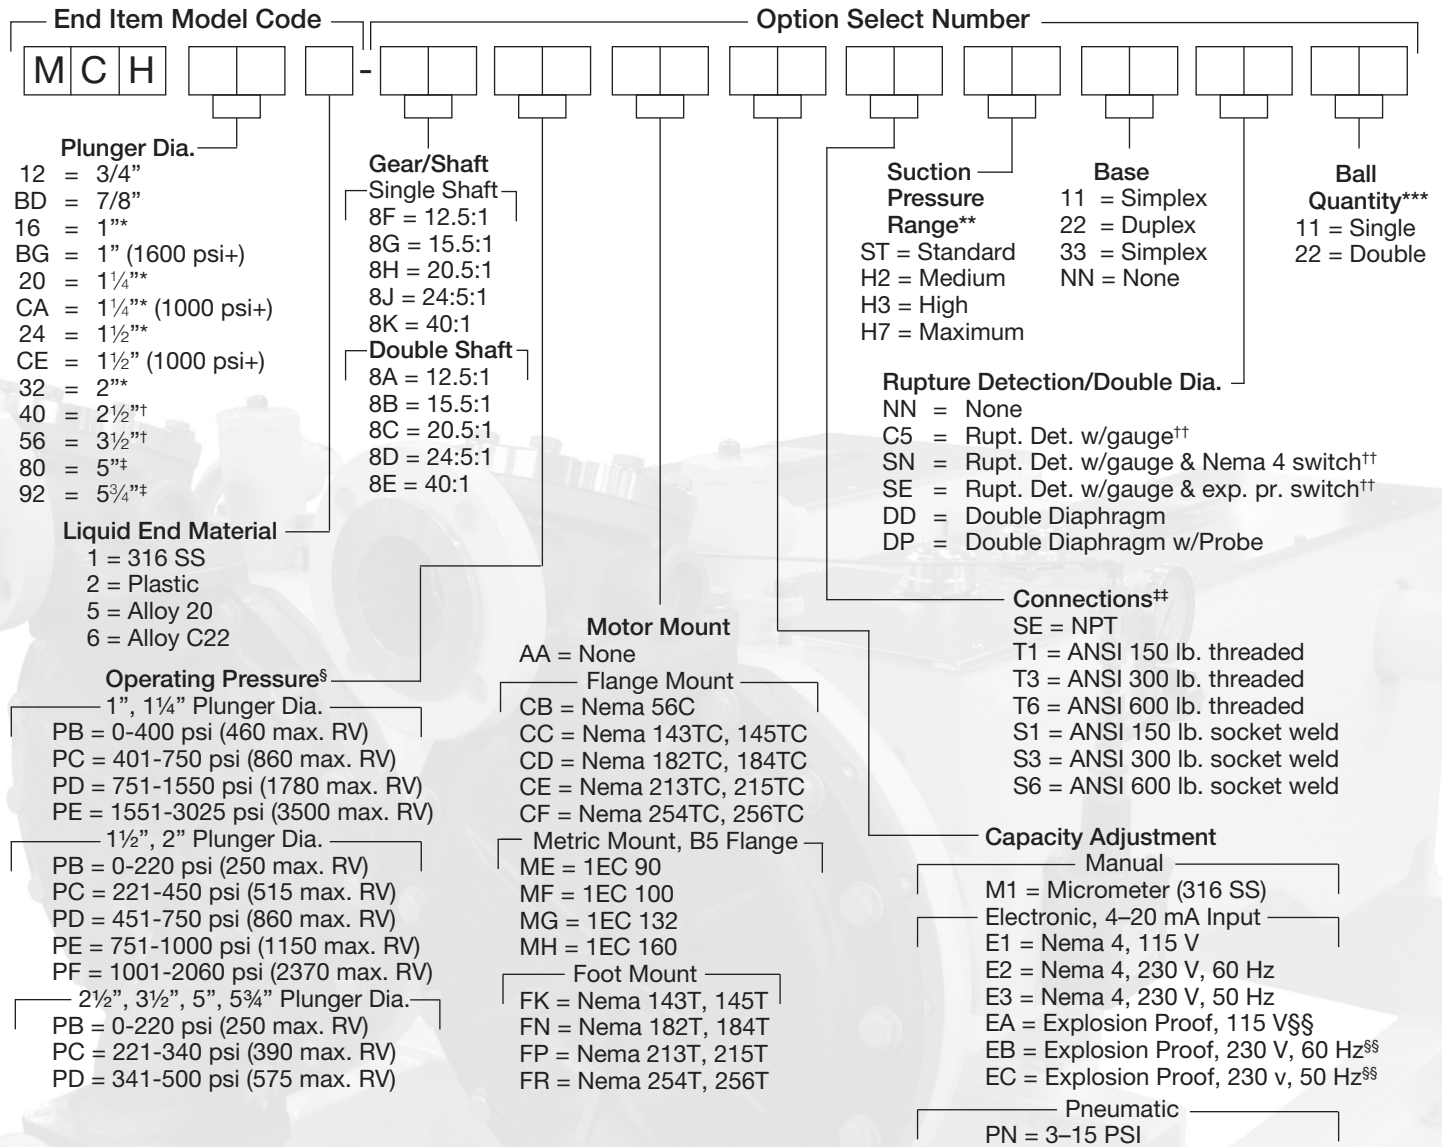 End Item Model Code
Option Select Number
M C H
-
Plunger Dia.
12 = 3/4”
BD = 7/8”
16 = 1”*
BG = 1” (1600 psi+)
20 = 1¼”*
CA = 1¼”* (1000 psi+)
24 = 1½”*
CE = 1½” (1000 psi+)
32 = 2”*
40 = 2½”†
56 = 3½”†
80 = 5”‡
92 = 5¾”‡
Liquid End Material
1 = 316 SS
2 = Plastic
5 = Alloy 20
6 = Alloy C22
Operating Pressure§
1”, 1¼” Plunger Dia.
PB = 0-400 psi (460 max. RV)
PC = 401-750 psi (860 max. RV)
PD = 751-1550 psi (1780 max. RV)
PE = 1551-3025 psi (3500 max. RV)
1½”, 2” Plunger Dia.
PB = 0-220 psi (250 max. RV)
PC = 221-450 psi (515 max. RV)
PD = 451-750 psi (860 max. RV)
PE = 751-1000 psi (1150 max. RV)
PF = 1001-2060 psi (2370 max. RV)
2½”, 3½”, 5”, 5¾” Plunger Dia.
PB = 0-220 psi (250 max. RV)
PC = 221-340 psi (390 max. RV)
PD = 341-500 psi (575 max. RV)
Gear/Shaft
Single Shaft
8F = 12.5:1
8G = 15.5:1
8H = 20.5:1
8J = 24:5:1
8K = 40:1
Double Shaft
8A = 12.5:1
8B = 15.5:1
8C = 20.5:1
8D = 24:5:1
8E = 40:1
Motor Mount
AA = None
Flange Mount
CB = Nema 56C
CC = Nema 143TC, 145TC
CD = Nema 182TC, 184TC
CE = Nema 213TC, 215TC
CF = Nema 254TC, 256TC
Metric Mount, B5 Flange
ME = 1EC 90
MF = 1EC 100
MG = 1EC 132
MH = 1EC 160
Foot Mount
FK = Nema 143T, 145T
FN = Nema 182T, 184T
FP = Nema 213T, 215T
FR = Nema 254T, 256T
Suction
Pressure
Range**
ST = Standard
H2 = Medium
H3 = High
H7 = Maximum
Base
11 = Simplex
22 = Duplex
33 = Simplex
NN = None
Ball
Quantity***
11 = Single
22 = Double
Rupture Detection/Double Dia.
NN = None
C5 = Rupt. Det. w/gauge††
SN = Rupt. Det. w/gauge & Nema 4 switch††
SE = Rupt. Det. w/gauge & exp. pr. switch††
DD = Double Diaphragm
DP = Double Diaphragm w/Probe
Connections‡‡
SE = NPT
T1 = ANSI 150 lb. threaded
T3 = ANSI 300 lb. threaded
T6 = ANSI 600 lb. threaded
S1 = ANSI 150 lb. socket weld
S3 = ANSI 300 lb. socket weld
S6 = ANSI 600 lb. socket weld
Capacity Adjustment
Manual
M1 = Micrometer (316 SS)
Electronic, 4–20 mA Input
E1 = Nema 4, 115 V
E2 = Nema 4, 230 V, 60 Hz
E3 = Nema 4, 230 V, 50 Hz
EA = Explosion Proof, 115 V§§
EB = Explosion Proof, 230 V, 60 Hz§§
EC = Explosion Proof, 230 v, 50 Hz§§
Pneumatic
PN = 3–15 PSI